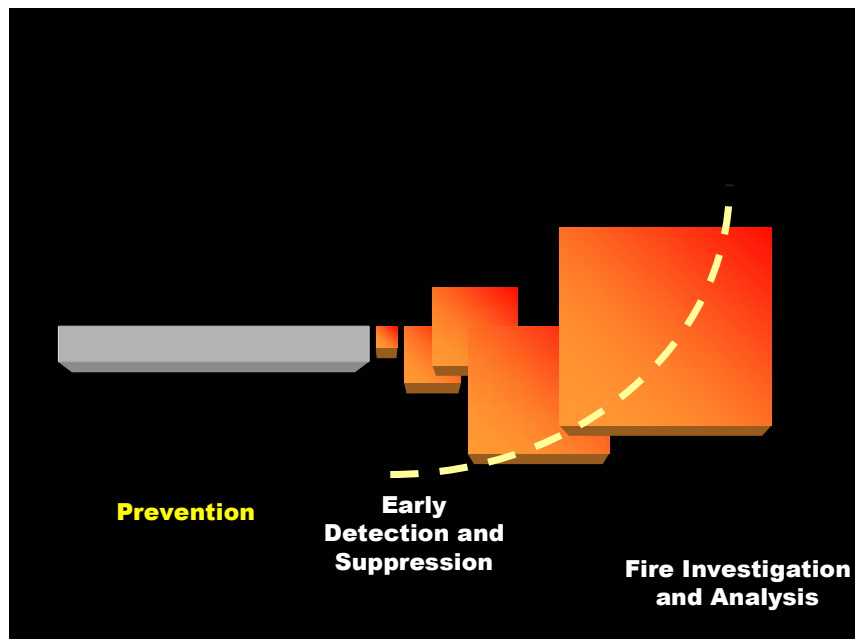 Prevention
Early
Detection and
Suppression
Fire Investigation
and Analysis